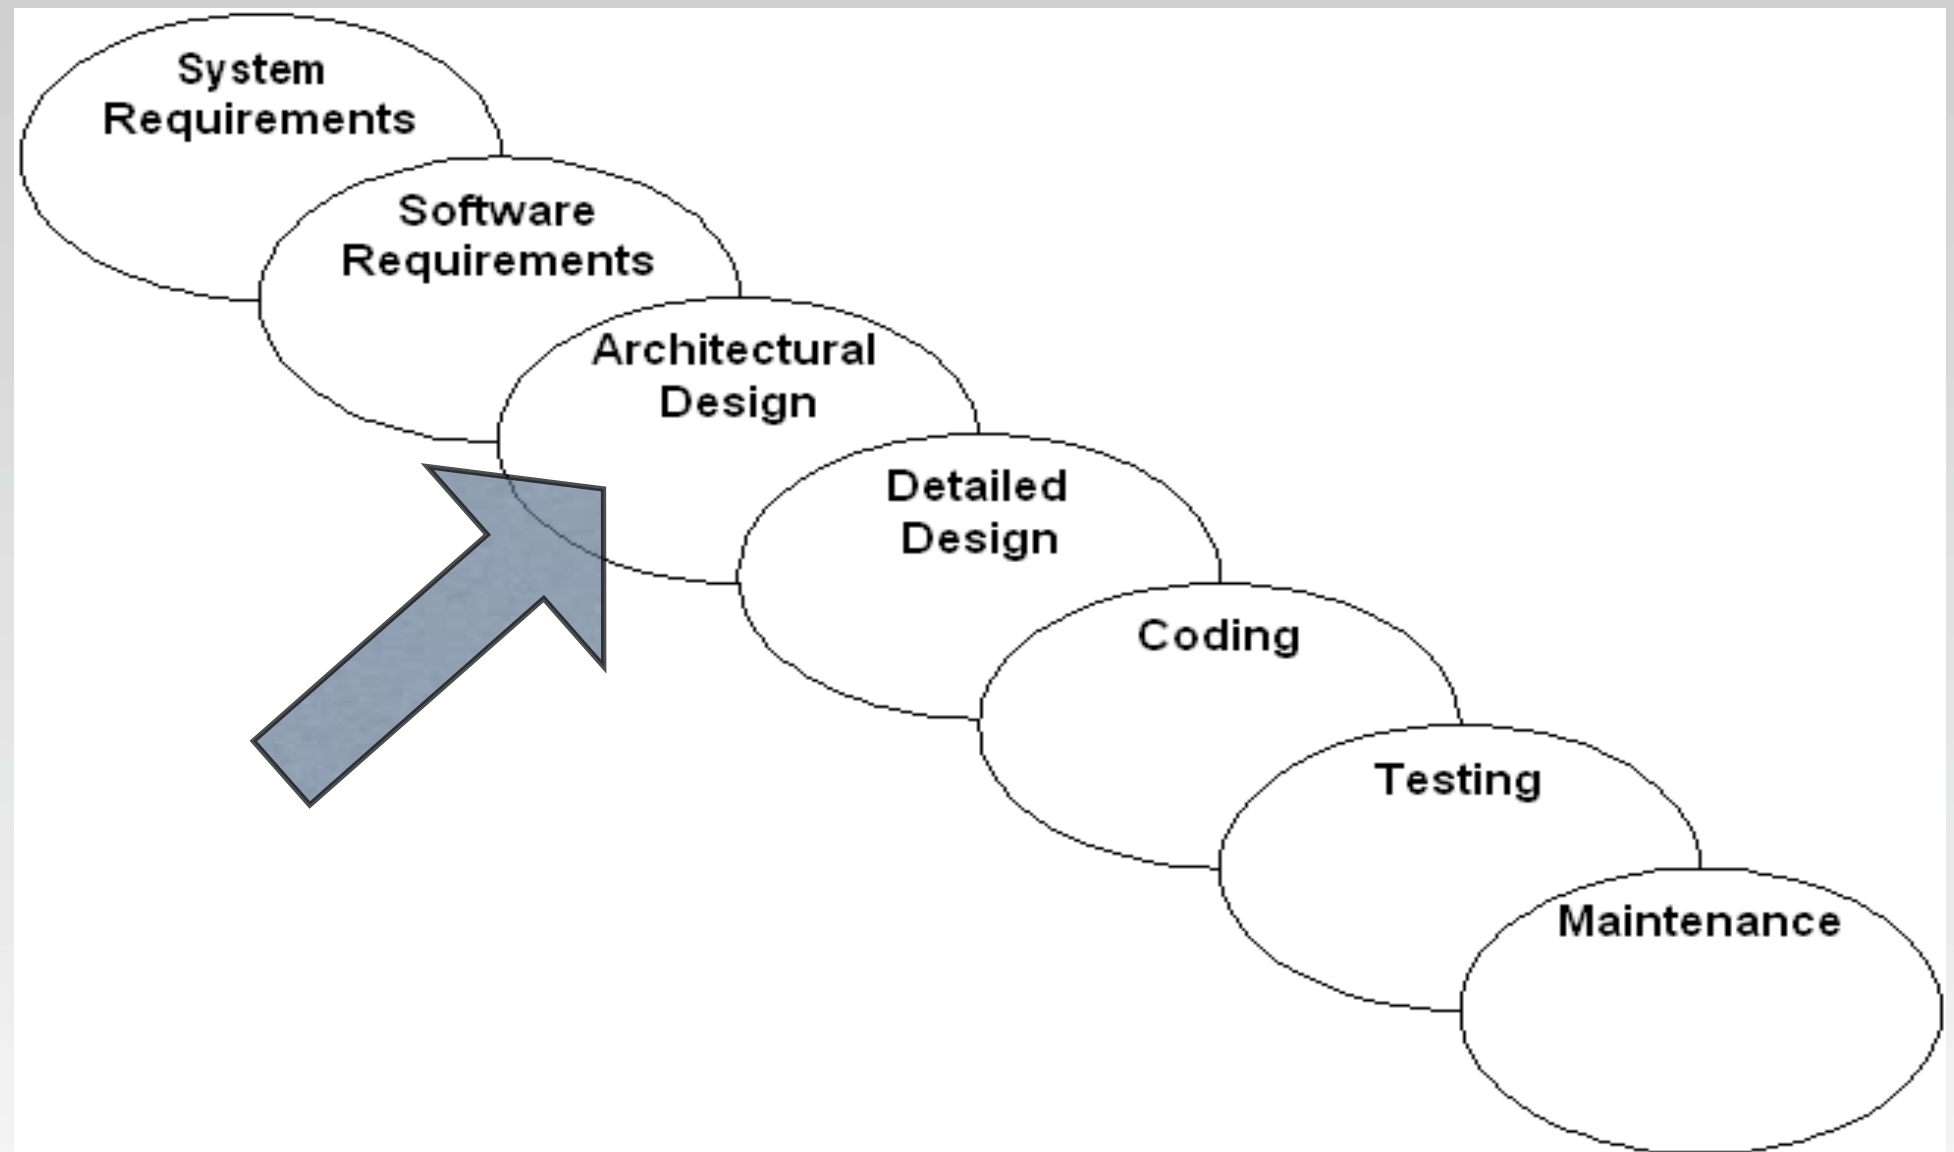 System
Requirements
Software
Requirements
Architectural
Design
Detailed
Design
Coding
Testing
Maintenance